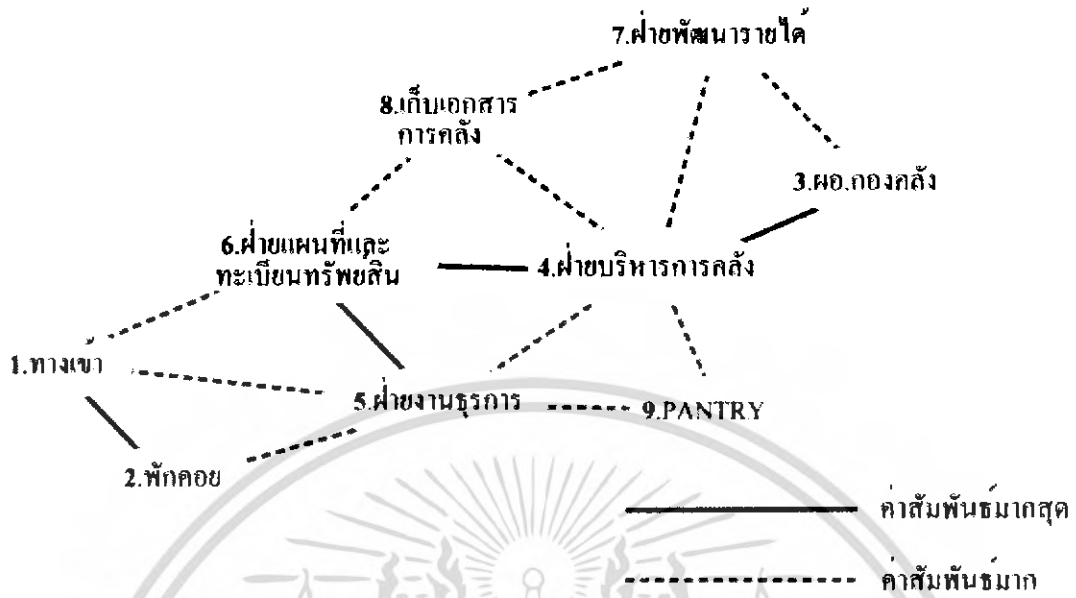 7.ฝ่ายพัฒนารายได้
8.เก็บเอกสาร
การคลัง
3.ผอ.กองคลัง
6.ฝ่ายแผนที่และ
ทะเบียนทรัพย์สิน
4.ฝ่ายบริหารการคลัง
1.ทางเข้า
5.ฝ่ายงานธุรการ
9.PANTRY
2.พักคอย
ค่าสัมพันธ์มากสุด
ค่าสัมพันธ์มาก